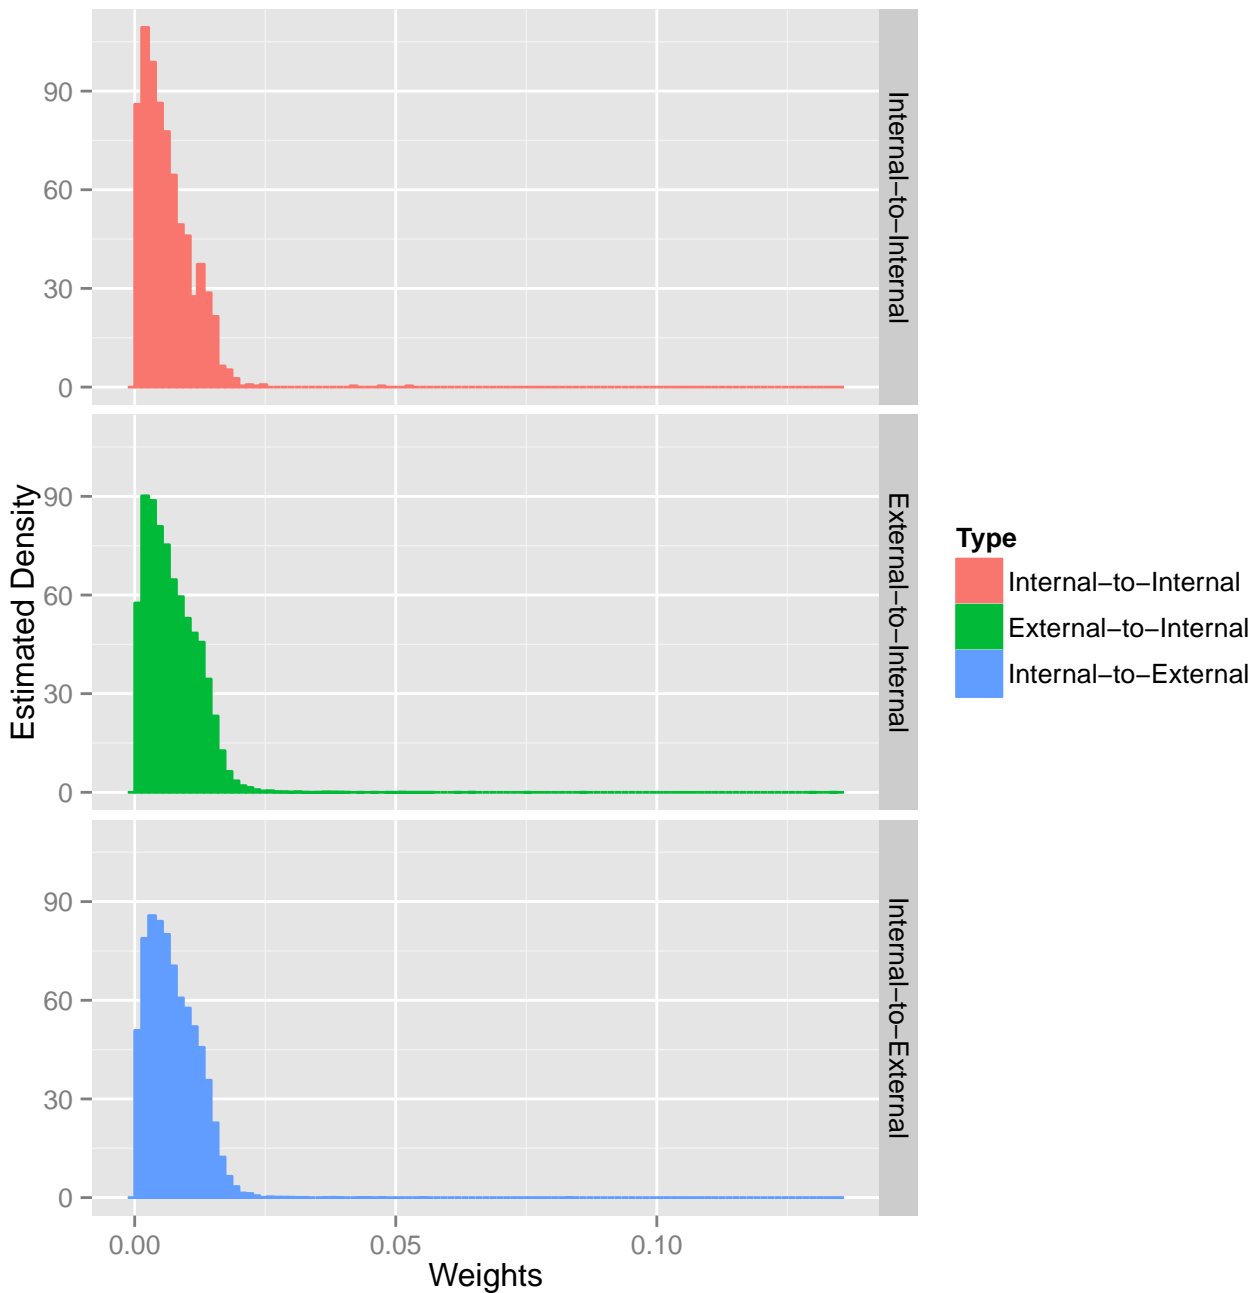 90
60
30
0
Internal−to−Internal
90
60
30
0
External−to−Internal
90
60
30
0
Internal−to−External
0.00
0.05
0.10
Weights
Estimated Density
Type
Internal−to−Internal
External−to−Internal
Internal−to−External